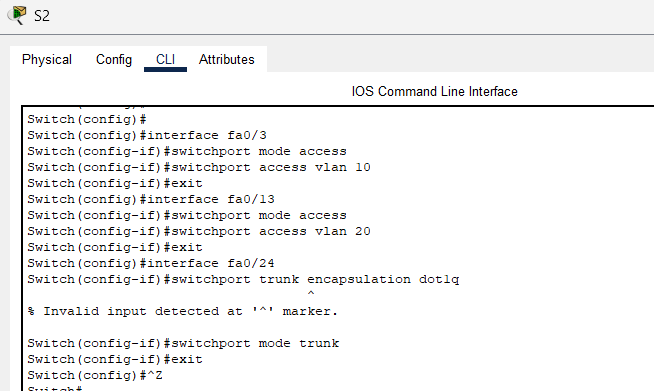 S2
Physical Config CLI Attributes
IOS Command Line Interface
Switch(config)#
Switch(config)#
Switch(config)#interface fa0/3
Switch(config-if)#switchport mode access
Switch(config-if)#switchport access vlan 10
Switch(config-if)#exit
Switch(config)#interface fa0/13
Switch(config-if)#switchport mode access
Switch(config-if)#switchport access vlan 20
Switch(config-if)#exit
Switch(config)#interface fa0/24
Switch(config-if)#switchport trunk encapsulation dot1q
^
% Invalid input detected at '^' marker.
Switch(config-if)#switchport mode trunk
Switch(config-if)#exit
Switch(config)#^Z
Switch#